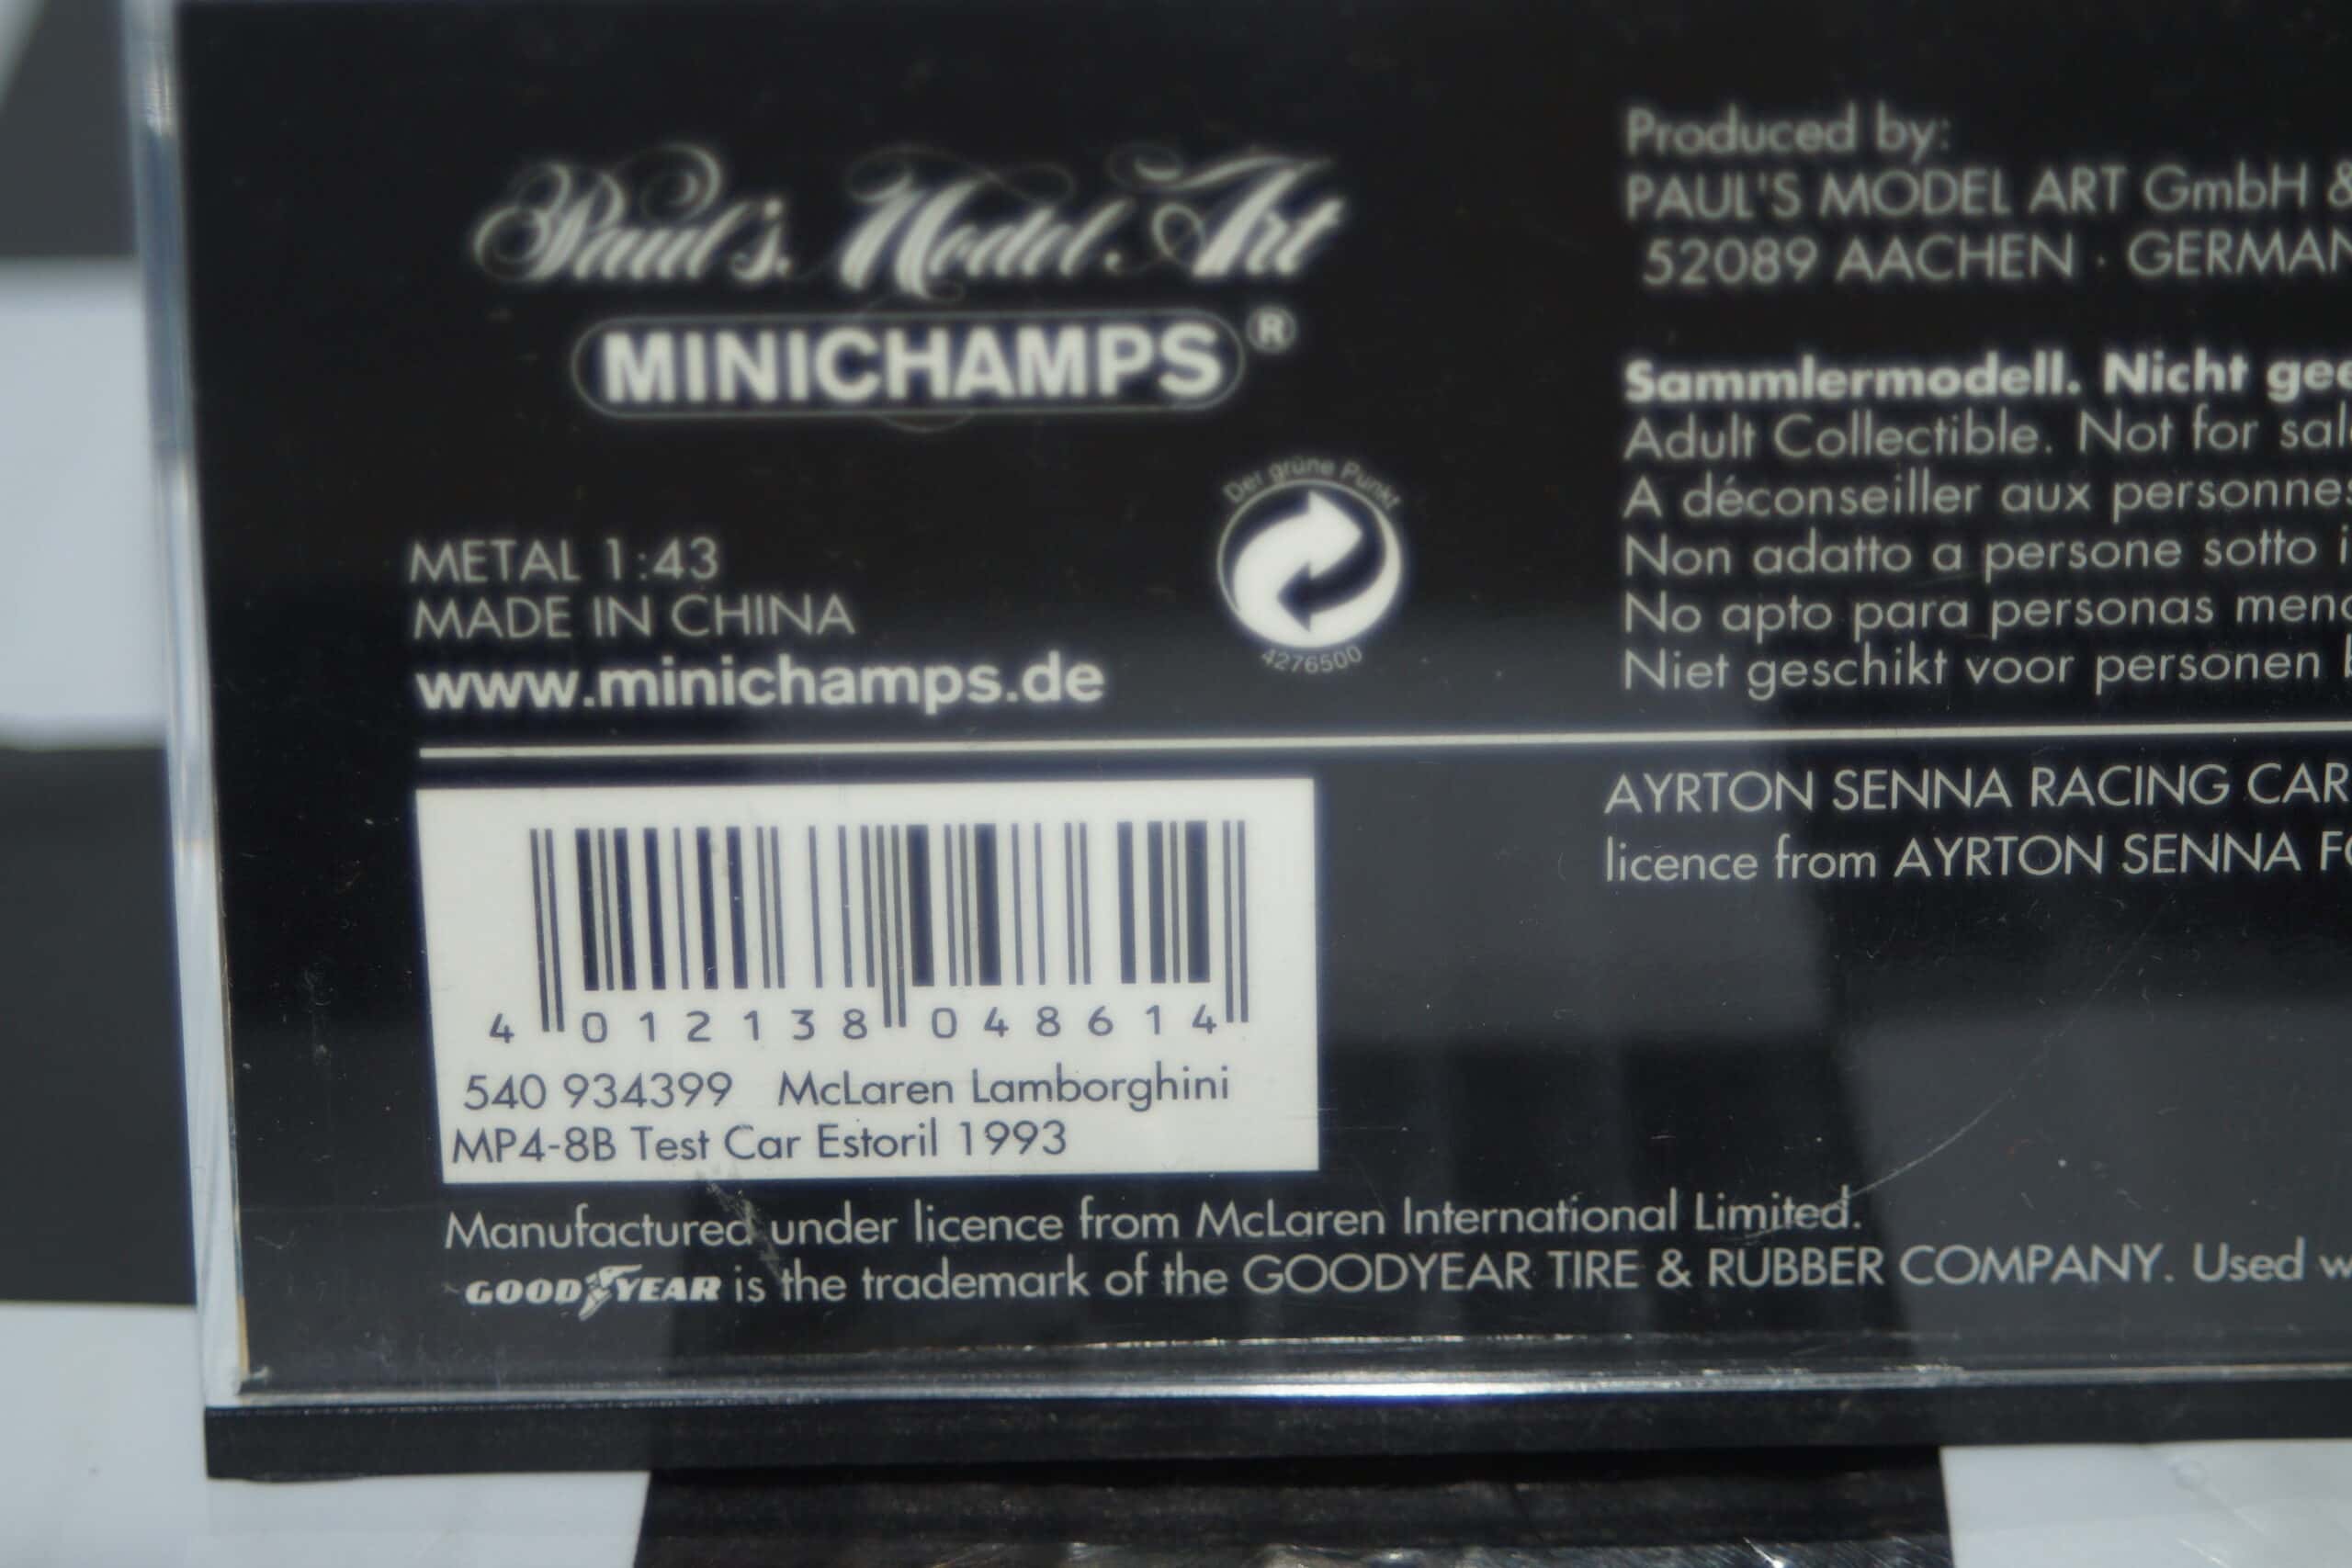 Paul's Model Art
MINICHAMPS®
Der grüne Punkt
4276500
METAL 1:43
MADE IN CHINA
www.minichamps.de
Produced by:
PAUL'S MODEL ART GmbH &
52089 AACHEN · GERMAN
Sammlermodell. Nicht gee
Adult Collectible. Not for sal
A déconseiller aux personnes
Non adatto a persone sotto i
No apto para personas men
Niet geschikt voor personen
4 012138 048614
540 934399 McLaren Lamborghini
MP4-8B Test Car Estoril 1993
AYRTON SENNA RACING CAR
licence from AYRTON SENNA FO
Manufactured under licence from McLaren International Limited.
GOODYEAR is the trademark of the GOODYEAR TIRE & RUBBER COMPANY. Used w